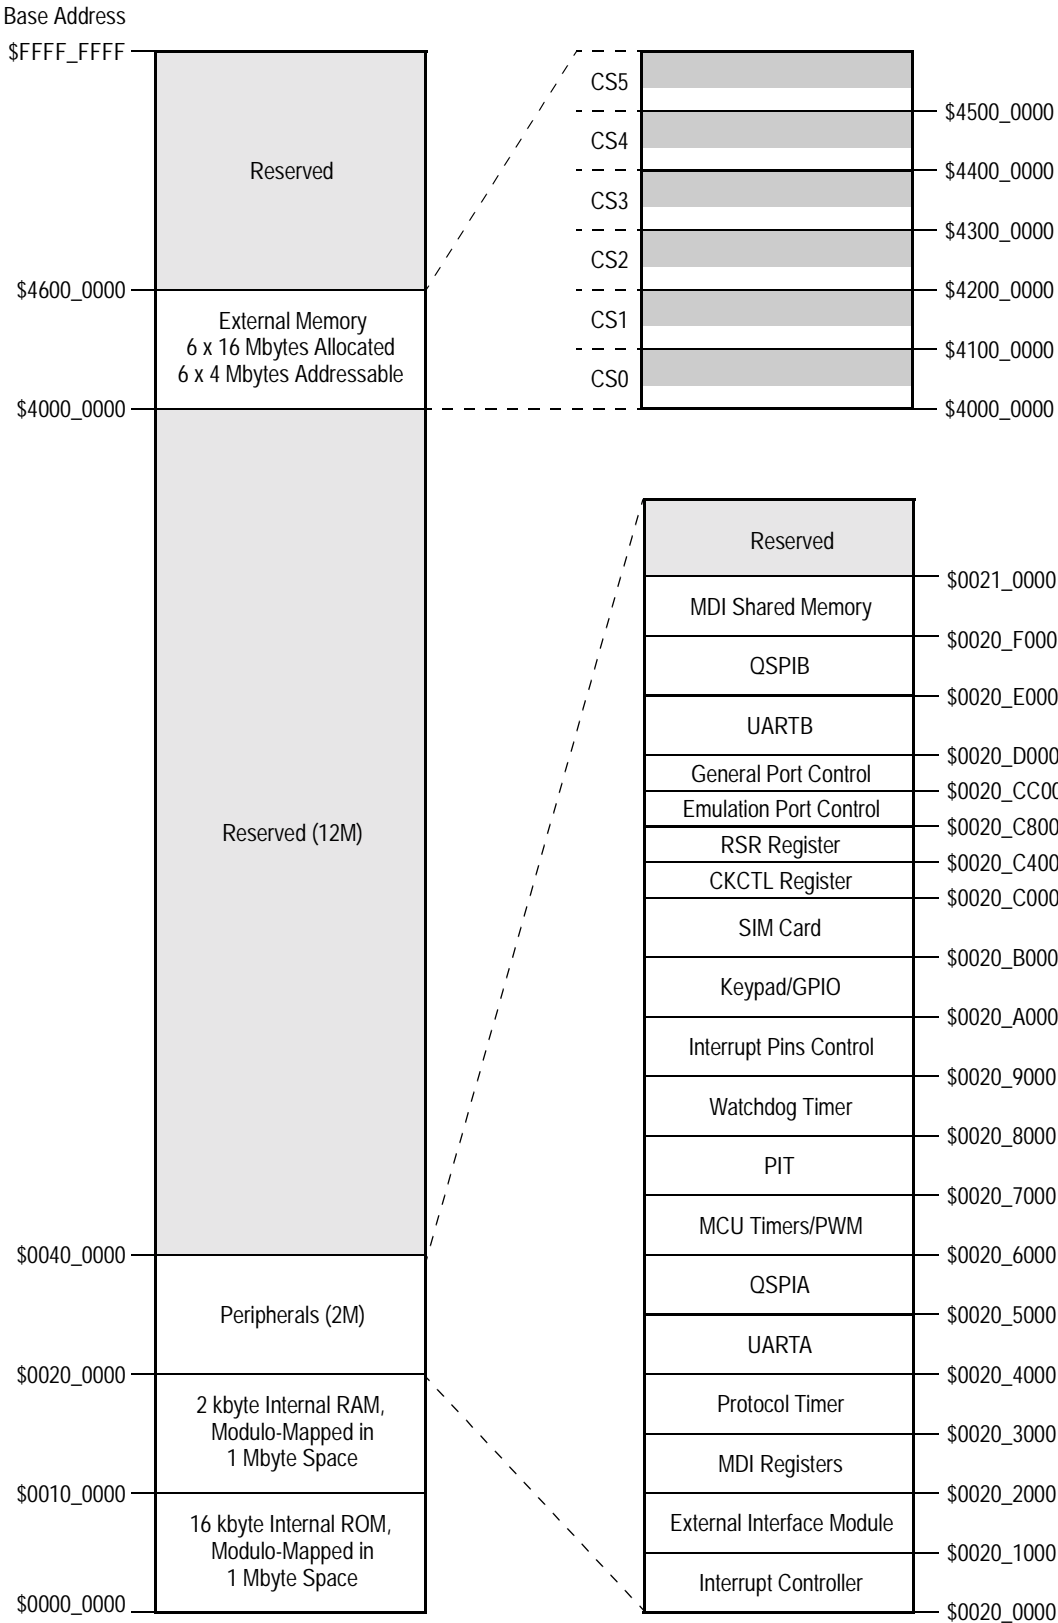 Base Address
$FFFF_FFFF
Reserved
$4600_0000
External Memory
6 x 16 Mbytes Allocated
6 x 4 Mbytes Addressable
$4000_0000
Reserved (12M)
$0040_0000
Peripherals (2M)
$0020_0000
2 kbyte Internal RAM,
Modulo-Mapped in
1 Mbyte Space
$0010_0000
16 kbyte Internal ROM,
Modulo-Mapped in
1 Mbyte Space
$0000_0000
CS5
$4500_0000
CS4
$4400_0000
CS3
$4300_0000
CS2
$4200_0000
CS1
$4100_0000
CS0
$4000_0000
Reserved
$0021_0000
MDI Shared Memory
$0020_F000
QSPIB
$0020_E000
UARTB
$0020_D000
General Port Control
$0020_CC00
Emulation Port Control
$0020_C800
RSR Register
$0020_C400
CKCTL Register
$0020_C000
SIM Card
$0020_B000
Keypad/GPIO
$0020_A000
Interrupt Pins Control
$0020_9000
Watchdog Timer
$0020_8000
PIT
$0020_7000
MCU Timers/PWM
$0020_6000
QSPIA
$0020_5000
UARTA
$0020_4000
Protocol Timer
$0020_3000
MDI Registers
$0020_2000
External Interface Module
$0020_1000
Interrupt Controller
$0020_0000